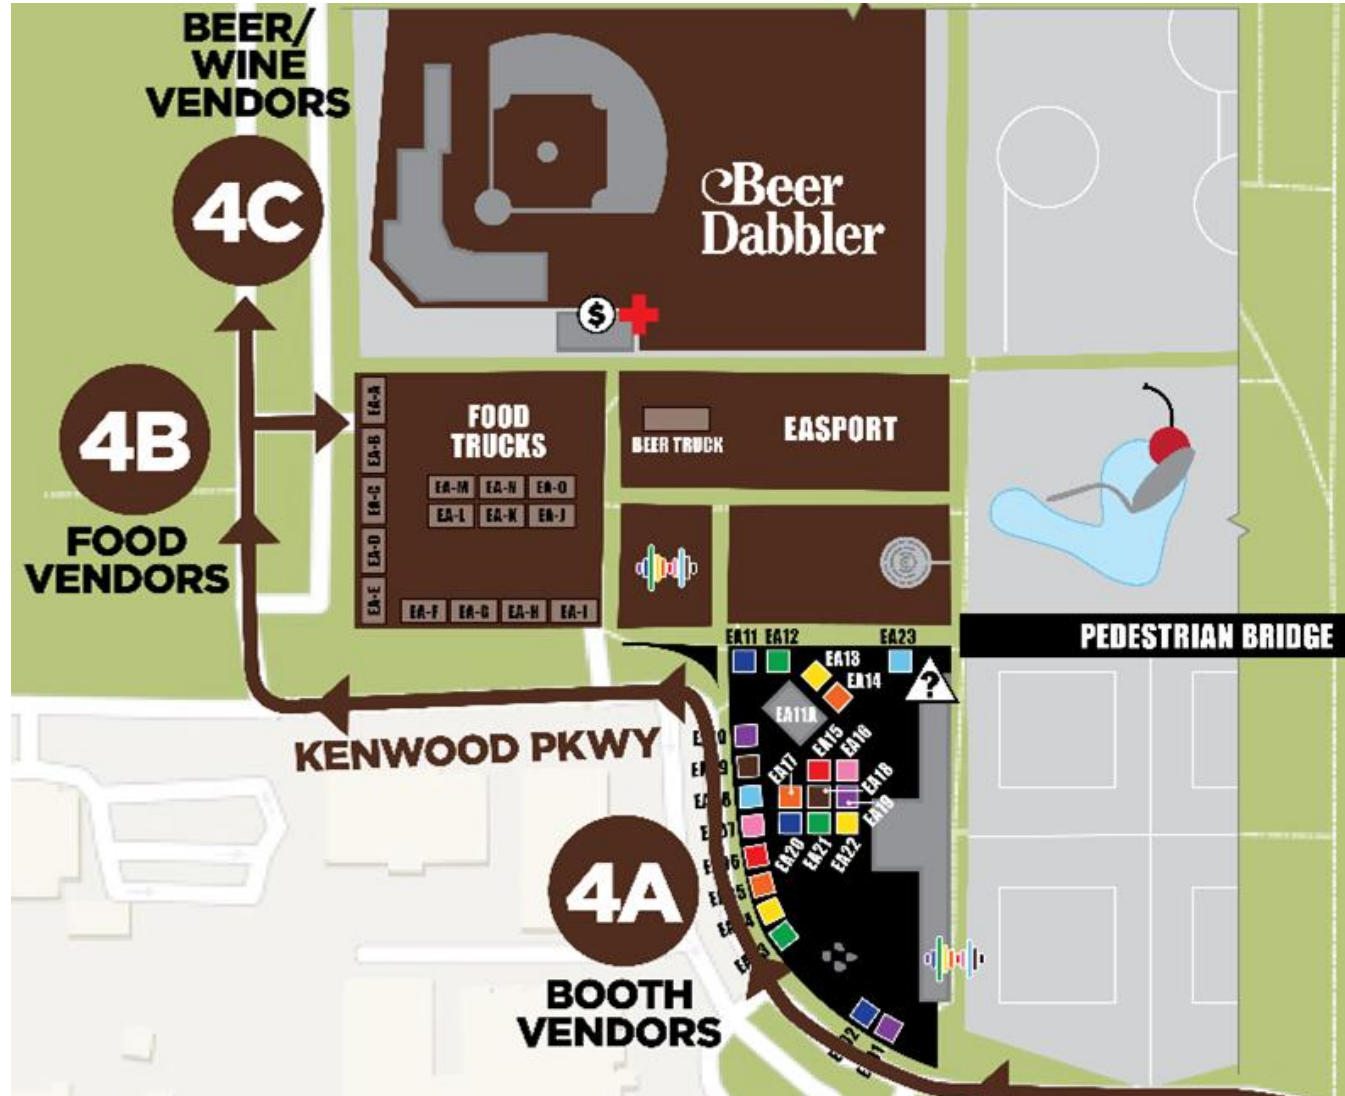 BEER/
WINE
VENDORS
4C
Beer
Dabbler
$
4B
FOOD
VENDORS
EA-A
EA-B
EA-C
EA-D
EA-E
FOOD
TRUCKS
EA-M EA-N EA-O
EA-L EA-K EA-J
EA-F EA-G EA-H EA-I
BEER TRUCK
EASPORT
PEDESTRIAN BRIDGE
EA11 EA12 EA23
EA13
EA14
?
EA11A
EA15 EA16
EA17
EA18
EA19
EA20 EA21 EA22
KENWOOD PKWY
4A
BOOTH
VENDORS